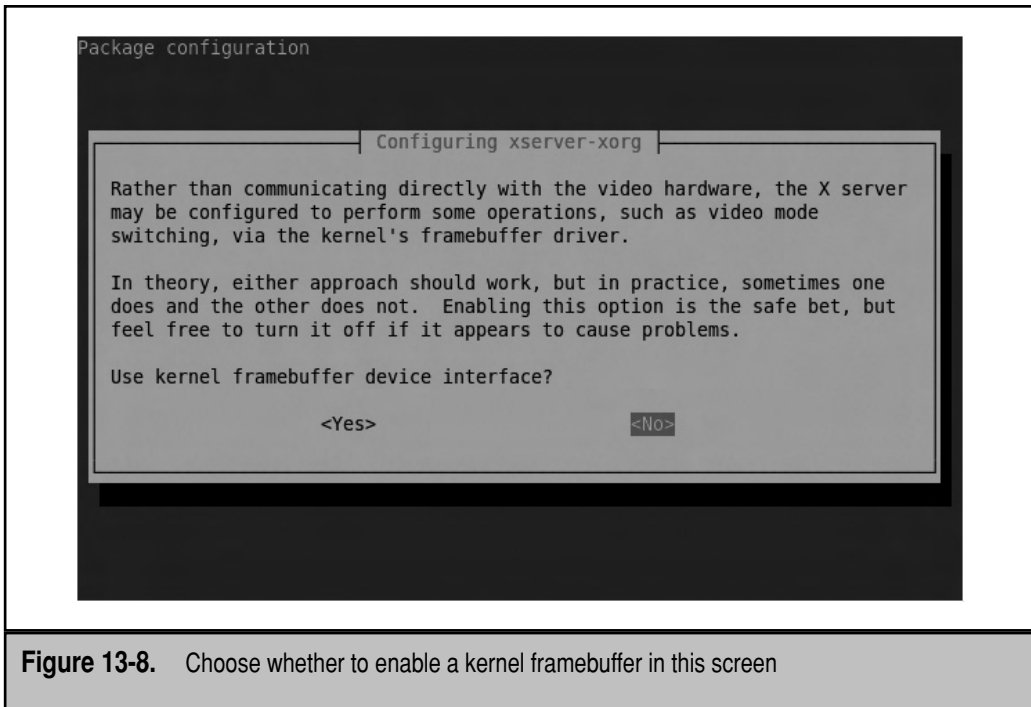 Package configuration
Configuring xserver-xorg
Rather than communicating directly with the video hardware, the X server
may be configured to perform some operations, such as video mode
switching, via the kernel's framebuffer driver.
In theory, either approach should work, but in practice, sometimes one
does and the other does not.  Enabling this option is the safe bet, but
feel free to turn it off if it appears to cause problems.
Use kernel framebuffer device interface?
<Yes> <No>
Figure 13-8. Choose whether to enable a kernel framebuffer in this screen